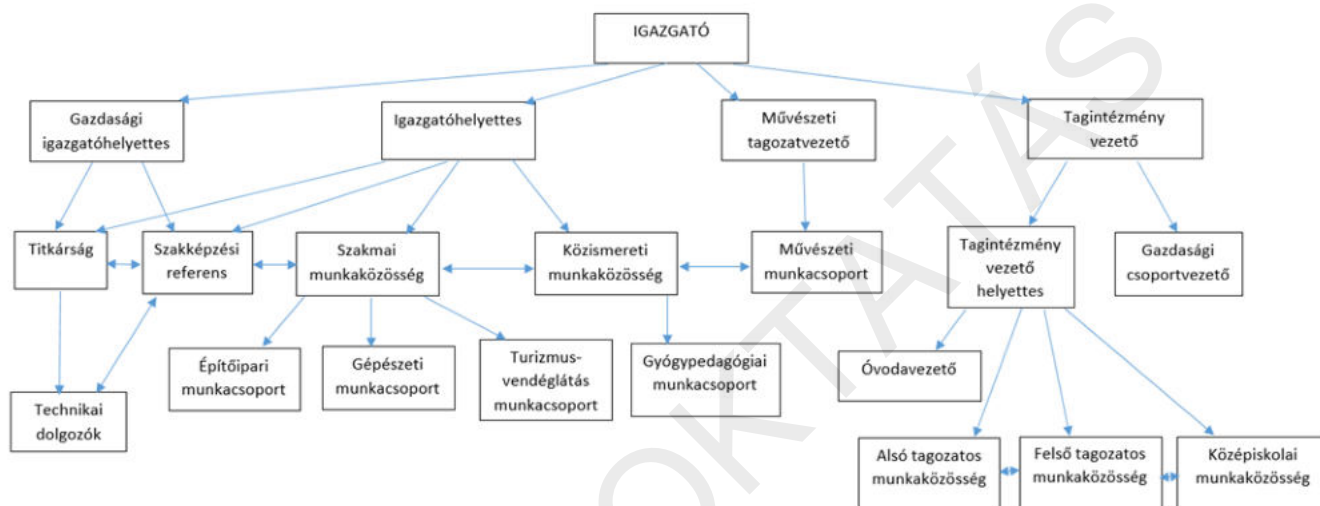 IGAZGATÓ
Gazdasági
igazgatóhelyettes
Igazgatóhelyettes
Művészeti
tagozatvezető
Tagintézmény
vezető
Titkárság
Szakképzési
referens
Szakmai
munkaközösség
Közismereti
munkaközösség
Művészeti
munkacsoport
Tagintézmény
vezető
helyettes
Gazdasági
csoportvezető
Építőipari
munkacsoport
Gépészeti
munkacsoport
Turizmus-
vendéglátás
munkacsoport
Gyógypedagógiai
munkacsoport
Óvodavezető
Technikai
dolgozók
Alsó tagozatos
munkaközösség
Felső tagozatos
munkaközösség
Középiskolai
munkaközösség
OKTATÁS